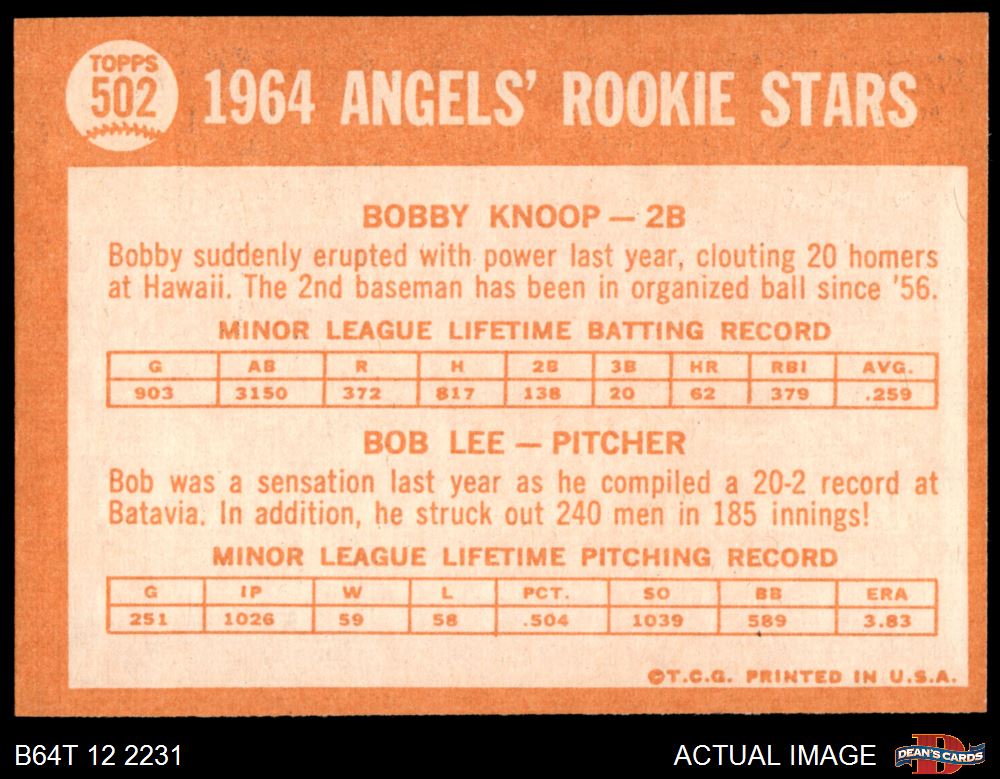 TOPPS
502
1964 ANGELS' ROOKIE STARS
BOBBY KNOOP — 2B
Bobby suddenly erupted with power last year, clouting 20 homers
at Hawaii. The 2nd baseman has been in organized ball since '56.
MINOR LEAGUE LIFETIME BATTING RECORD
G AB R H 2B 3B HR RBI AVG.
903 3150 372 817 138 20 62 379 .259
BOB LEE — PITCHER
Bob was a sensation last year as he compiled a 20-2 record at
Batavia. In addition, he struck out 240 men in 185 innings!
MINOR LEAGUE LIFETIME PITCHING RECORD
G IP W L PCT. SO BB ERA
251 1026 59 58 .504 1039 589 3.83
©T.C.G. PRINTED IN U.S.A.
B64T 12 2231
ACTUAL IMAGE
DEAN'S CARDS